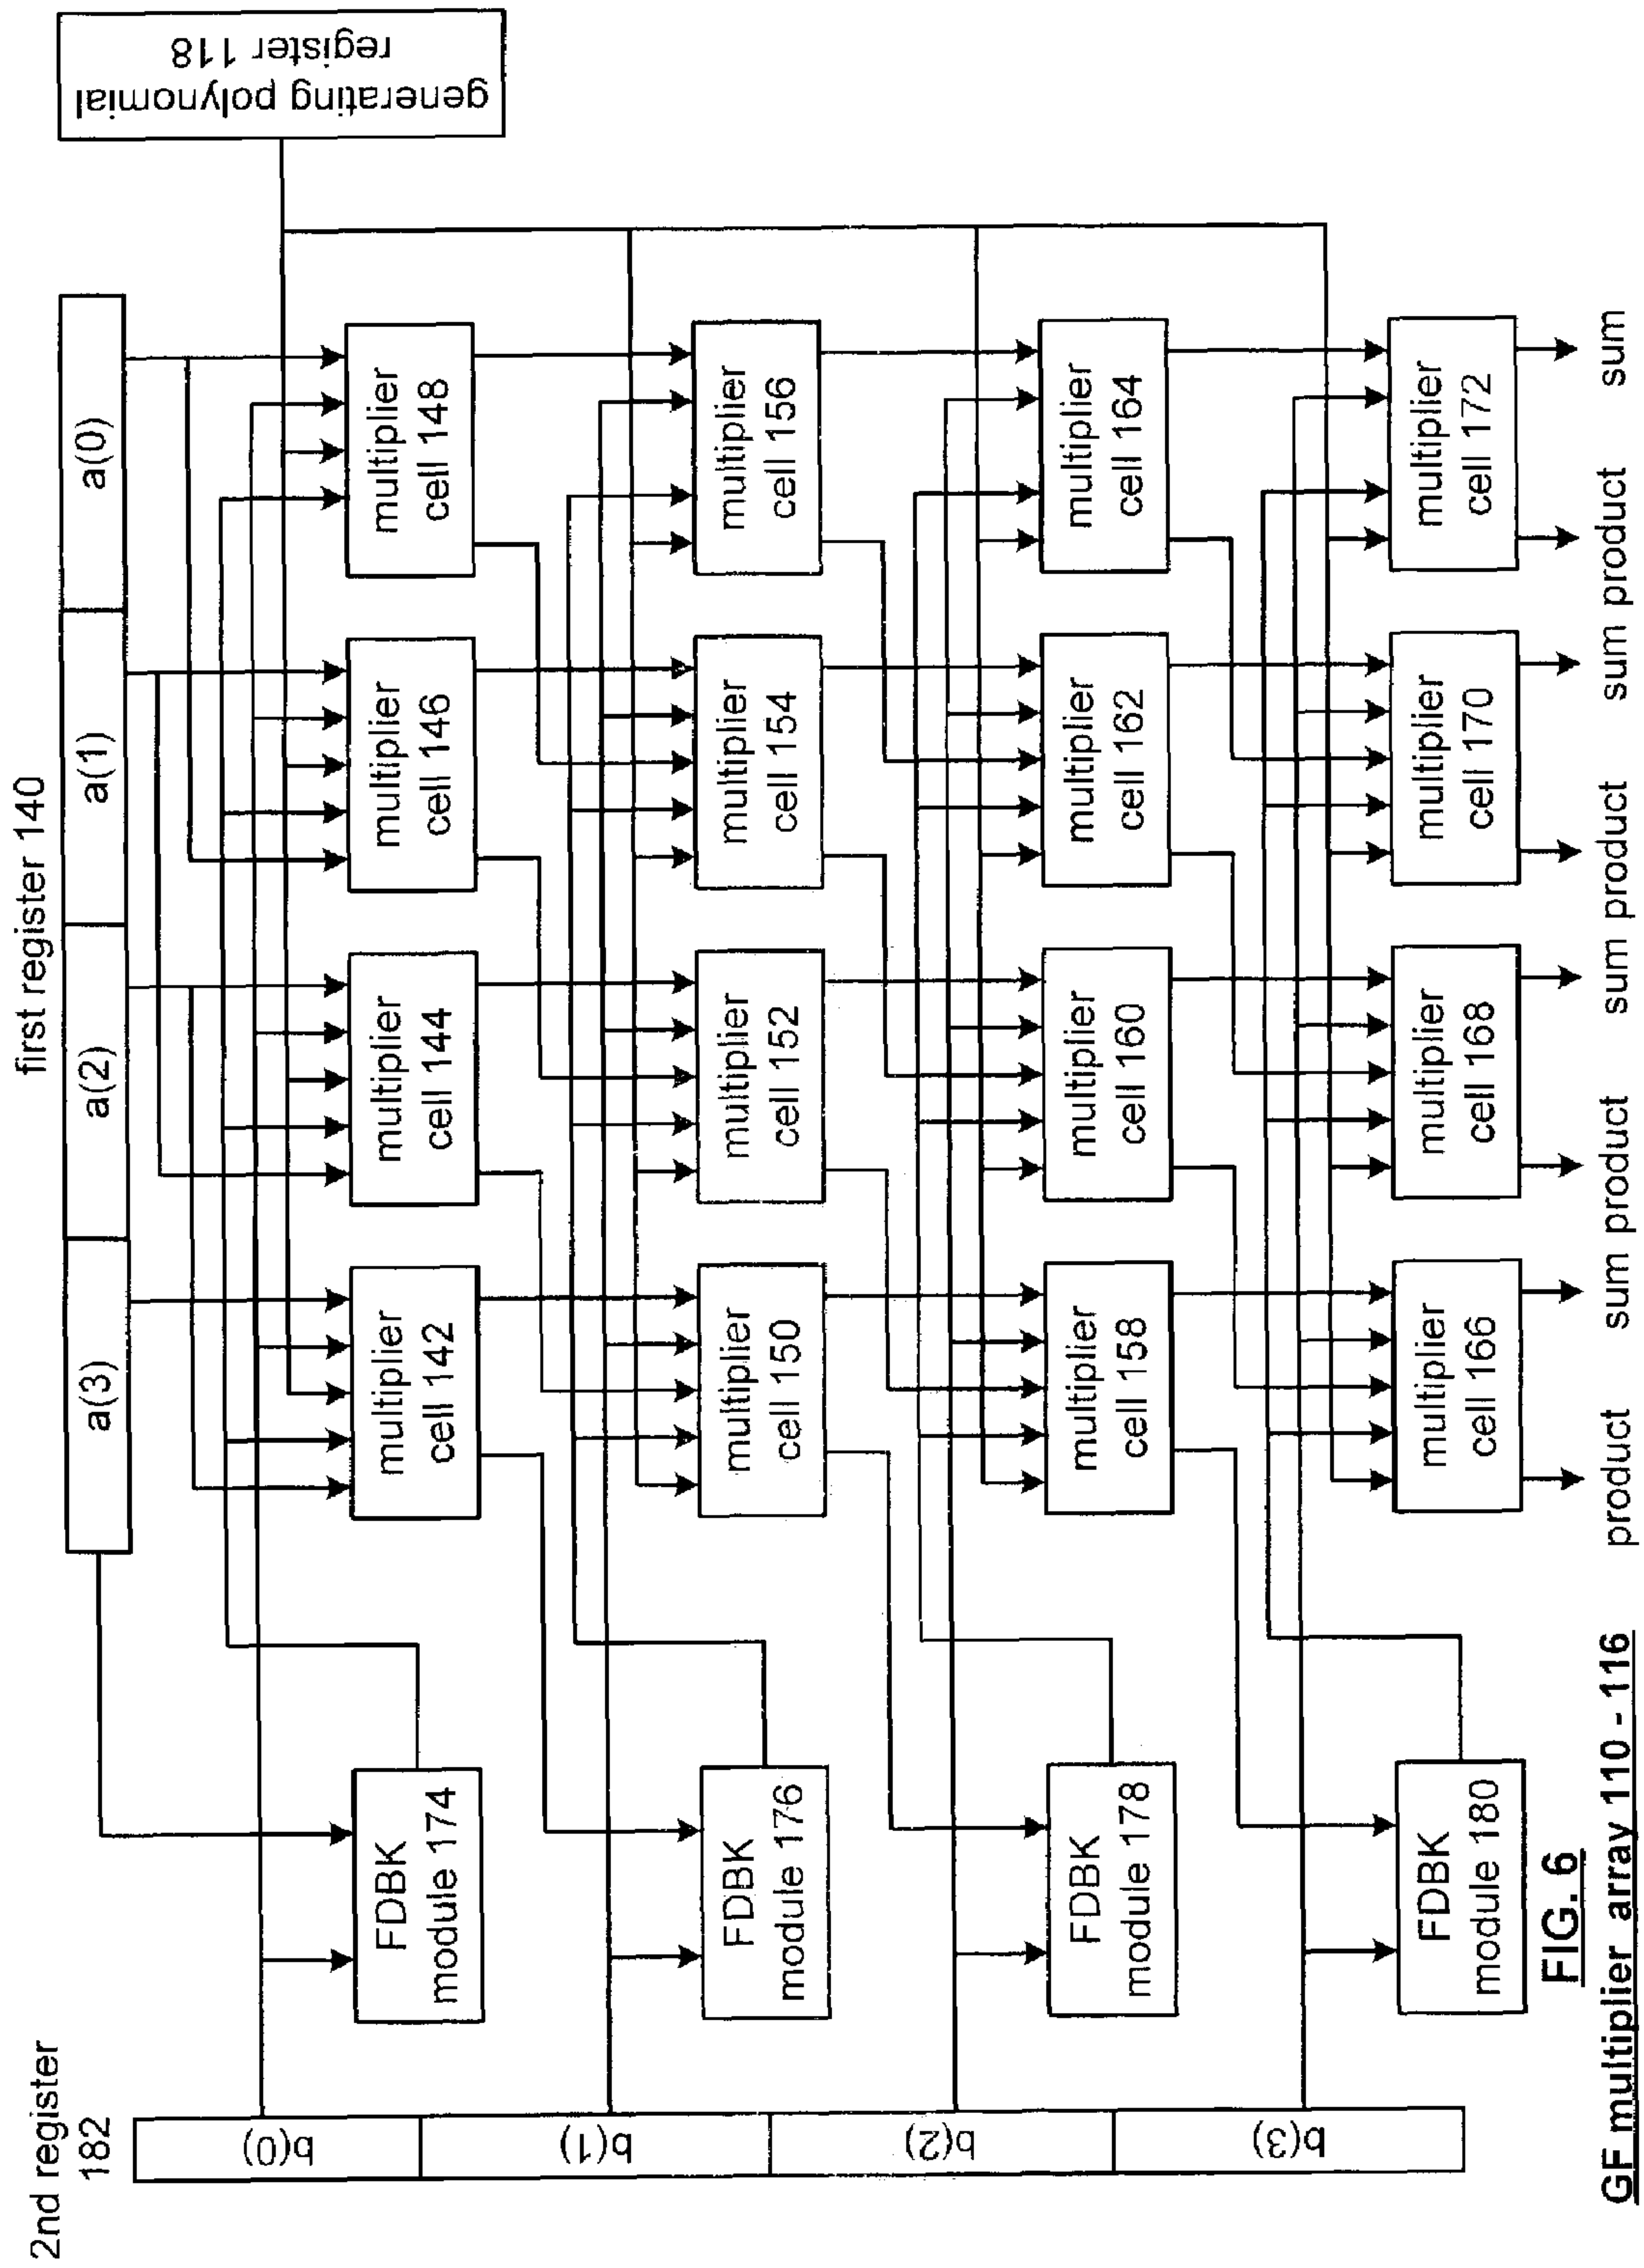 first register 140
2nd register
182
a(3)
a(2)
a(1)
a(0)
generating polynomial
register 118
b(0)
FDBK
module 174
multiplier
cell 142
multiplier
cell 144
multiplier
cell 146
multiplier
cell 148
b(1)
FDBK
module 176
multiplier
cell 150
multiplier
cell 152
multiplier
cell 154
multiplier
cell 156
b(2)
FDBK
module 178
multiplier
cell 158
multiplier
cell 160
multiplier
cell 162
multiplier
cell 164
b(3)
FDBK
module 180
multiplier
cell 166
multiplier
cell 168
multiplier
cell 170
multiplier
cell 172
product
sum product
sum product
sum product
sum
FIG. 6
GF multiplier array 110 - 116